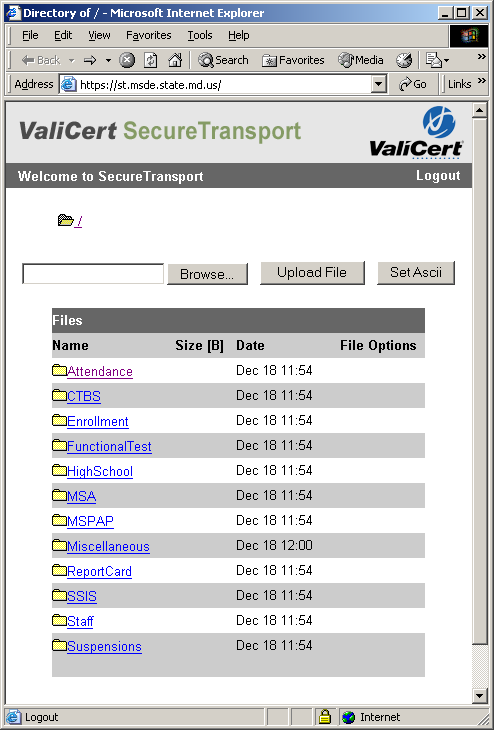 Directory of / - Microsoft Internet Explorer
File Edit View Favorites Tools Help
Back Search Favorites Media »
Address https://st.msde.state.md.us/ Go Links »
ValiCert SecureTransport
ValiCert
Welcome to SecureTransport Logout
/
Browse... Upload File Set Ascii
Files
Name Size [B] Date File Options
Attendance Dec 18 11:54
CTBS Dec 18 11:54
Enrollment Dec 18 11:54
FunctionalTest Dec 18 11:54
HighSchool Dec 18 11:54
MSA Dec 18 11:54
MSPAP Dec 18 11:54
Miscellaneous Dec 18 12:00
ReportCard Dec 18 11:54
SSIS Dec 18 11:54
Staff Dec 18 11:54
Suspensions Dec 18 11:54
Logout Internet